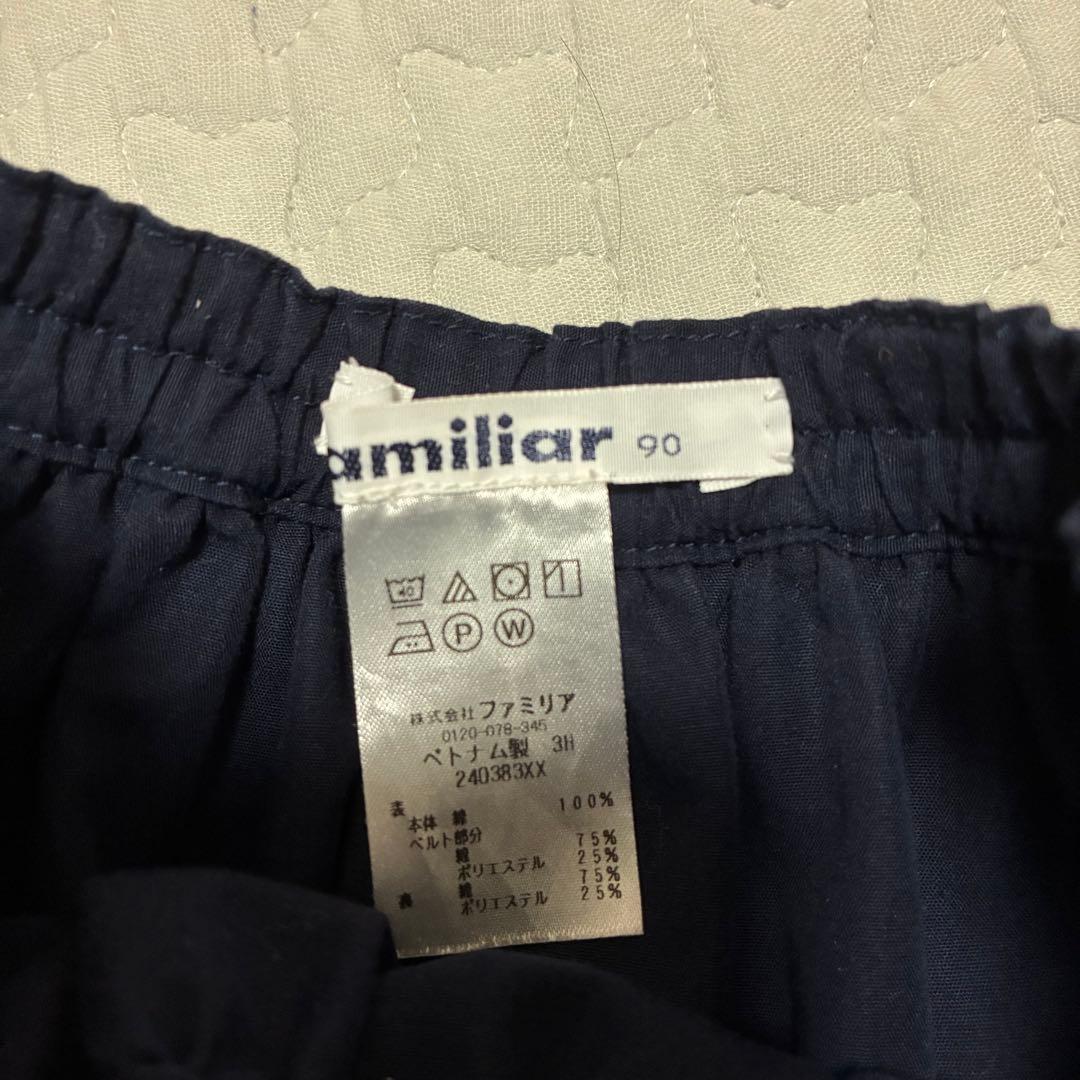 amiliar 90
40
P W
株式会社 ファミリア
0120-078-345
ベトナム製 3H
240383XX
表
本体 綿 100%
ベルト部分
綿 75%
ポリエステル 25%
裏 綿 75%
ポリエステル 25%